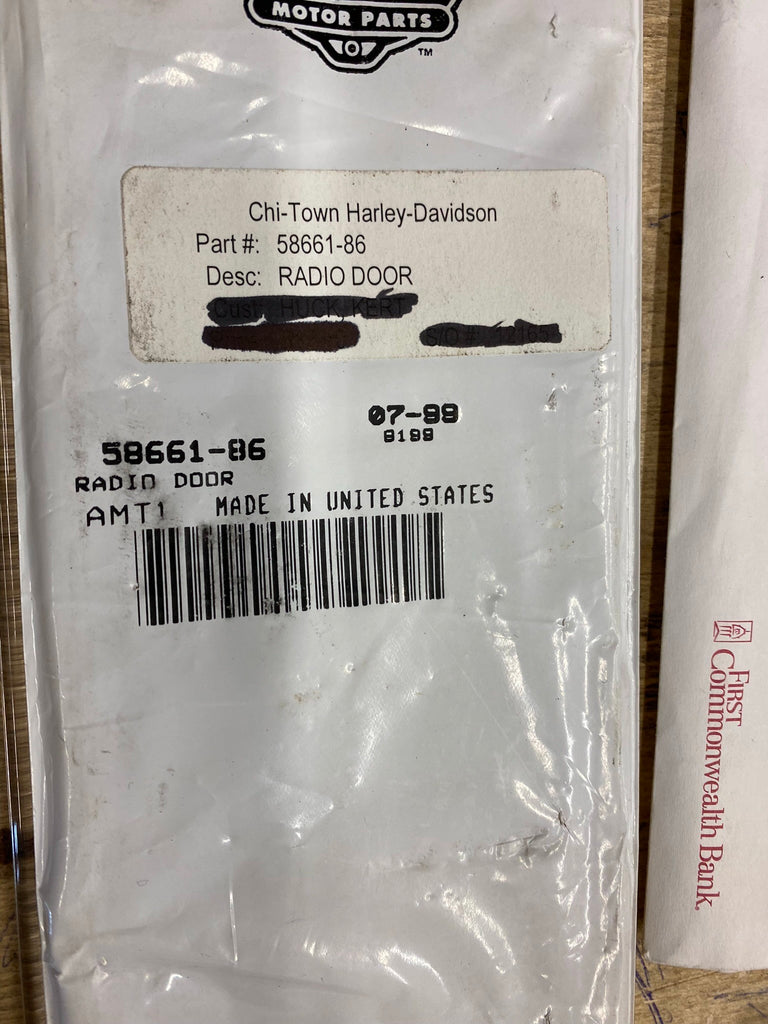 MOTOR PARTS
TM
Chi-Town Harley-Davidson
Part #: 58661-86
Desc: RADIO DOOR
07-99
58661-86
RADIO DOOR
AMT1 MADE IN UNITED STATES
FIRST
Commonwealth Bank